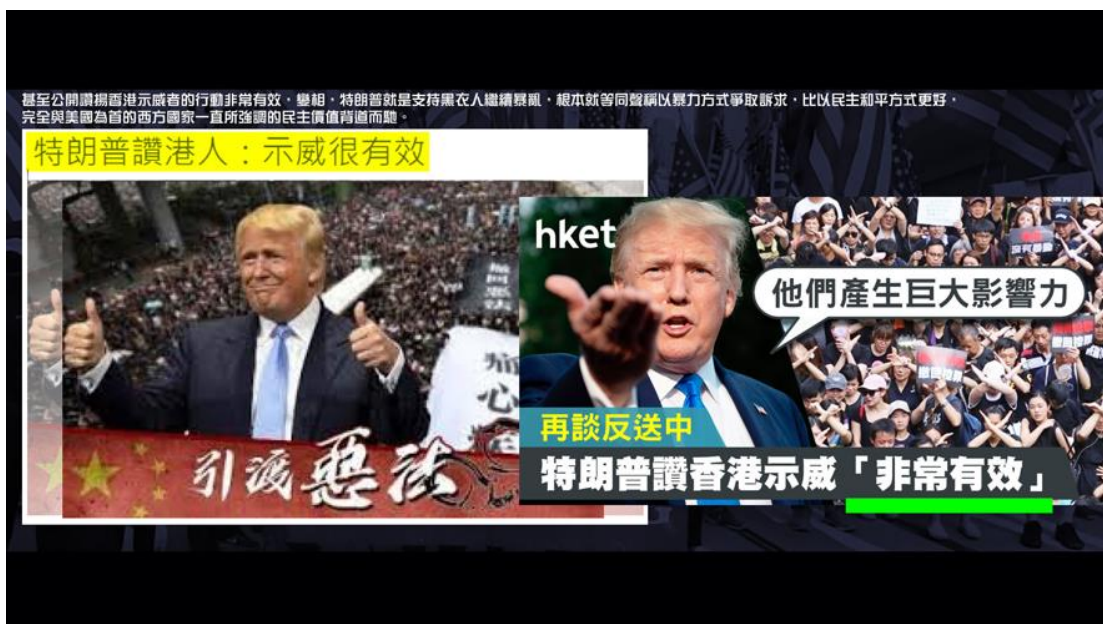 甚至公開讚揚香港示威者的行動非常有效，變相，特朗普就是支持黑衣人繼續暴亂，根本就等同聲稱以暴力方式爭取訴求，比以民主和平方式更好，
完全與美國為首的西方國家一直所強調的民主價值背道而馳。
特朗普讚港人：示威很有效
心
引渡惡法
hket
他們產生巨大影響力
再談反送中
特朗普讚香港示威「非常有效」